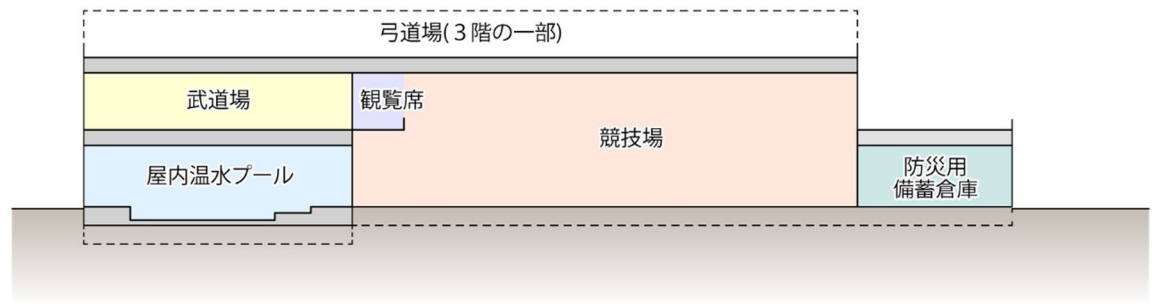 弓道場(３階の一部)
武道場
観覧席
競技場
屋内温水プール
防災用
備蓄倉庫